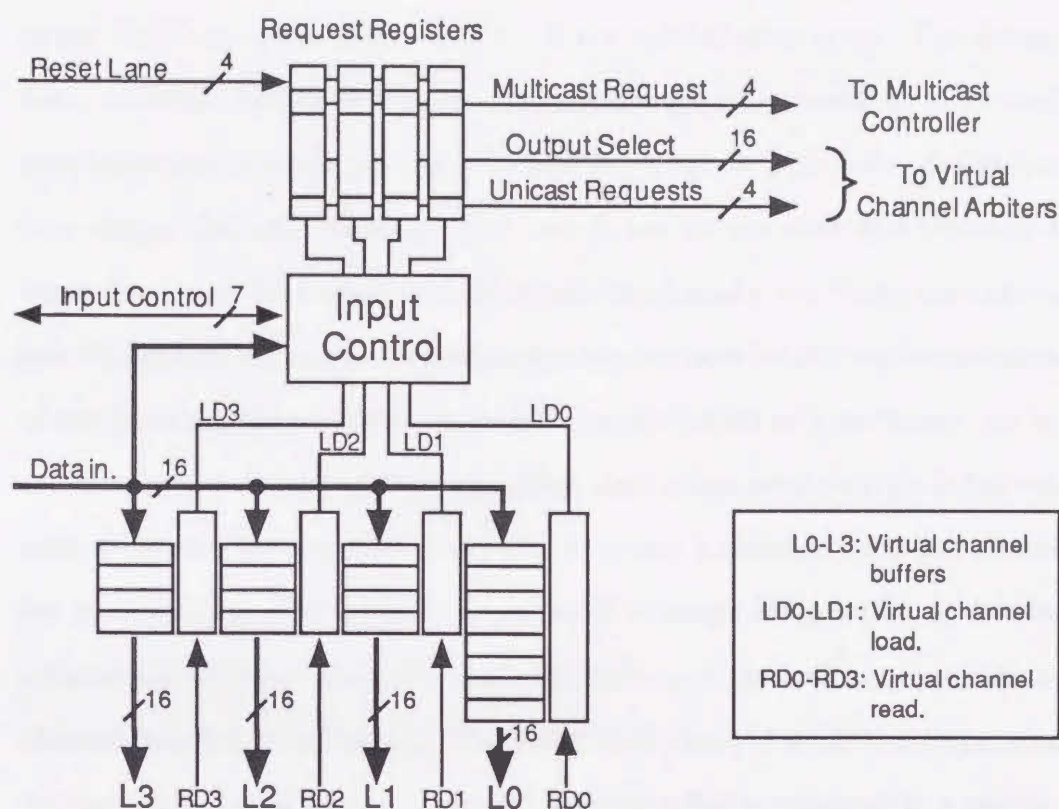 Request Registers
Reset Lane 4
Multicast Request 4
To Multicast
Controller
Output Select 16
Unicast Requests 4
To Virtual
Channel Arbiters
Input Control 7
Input
Control
LD3
LD2
LD1
LD0
Data in. 16
L0-L3: Virtual channel
buffers
LD0-LD1: Virtual channel
load.
RD0-RD3: Virtual channel
read.
16
16
16
16
L3 RD3 L2 RD2 L1 RD1 L0 RD0